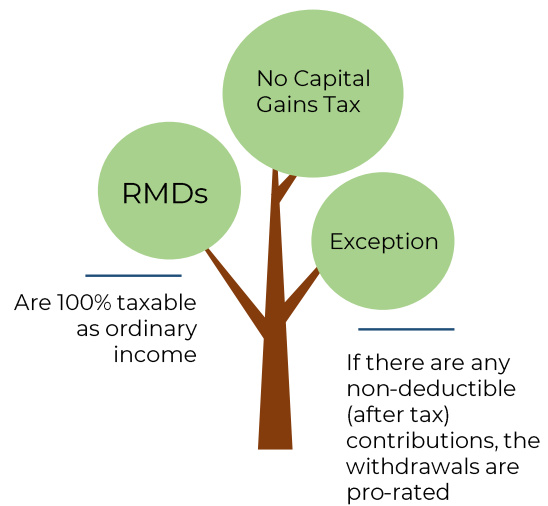 No Capital
Gains Tax
RMDs
Exception
Are 100% taxable
as ordinary
income
If there are any
non-deductible
(after tax)
contributions, the
withdrawals are
pro-rated